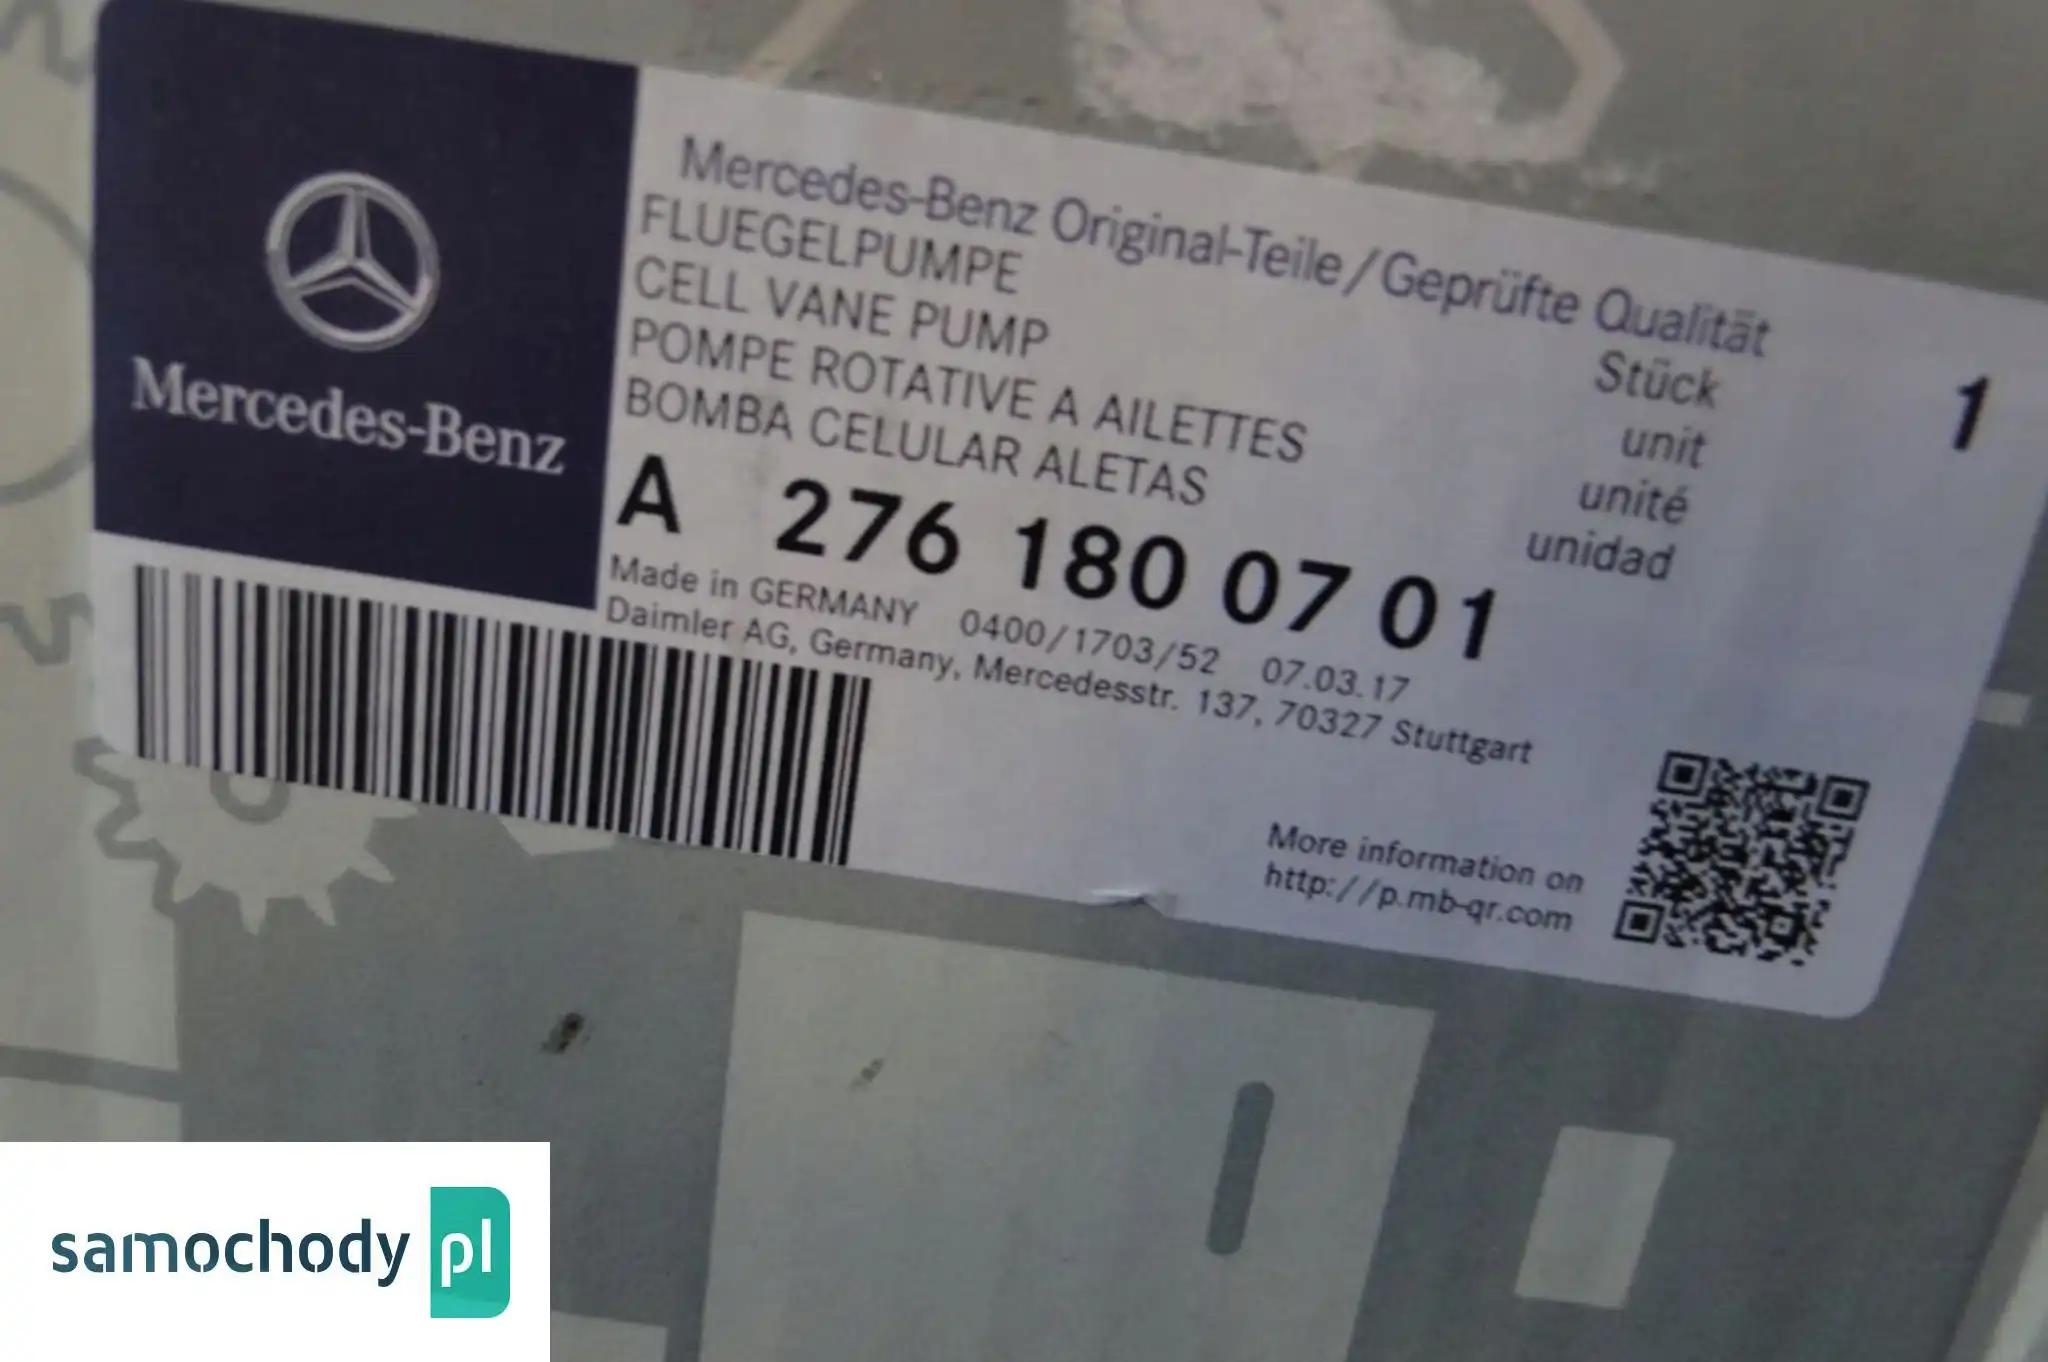 Mercedes-Benz
Mercedes-Benz Original-Teile/Geprüfte Qualität
FLUEGELPUMPE
CELL VANE PUMP
POMPE ROTATIVE A AILETTES
BOMBA CELULAR ALETAS
Stück 1
unit
unité
unidad
A 276 180 07 01
Made in GERMANY 0400/1703/52 07.03.17
Daimler AG, Germany, Mercedesstr. 137, 70327 Stuttgart
More information on
http://p.mb-qr.com
samochody pl